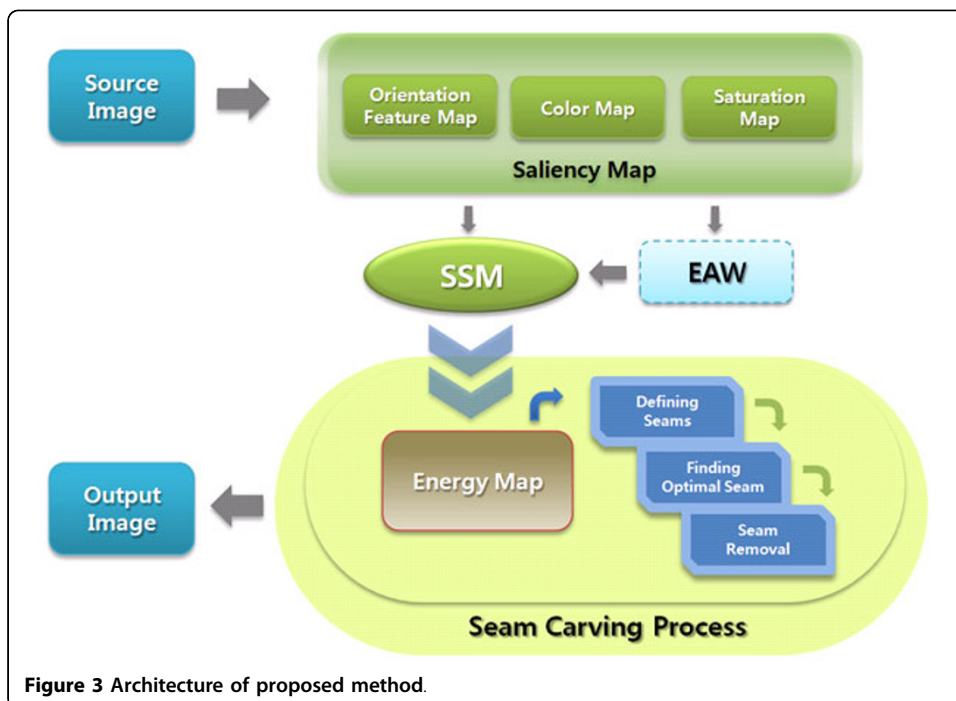 Source
Image
Orientation
Feature Map
Color Map
Saturation
Map
Saliency Map
SSM
EAW
Defining
Seams
Energy Map
Finding
Optimal Seam
Seam
Removal
Output
Image
Seam Carving Process
Figure 3 Architecture of proposed method.